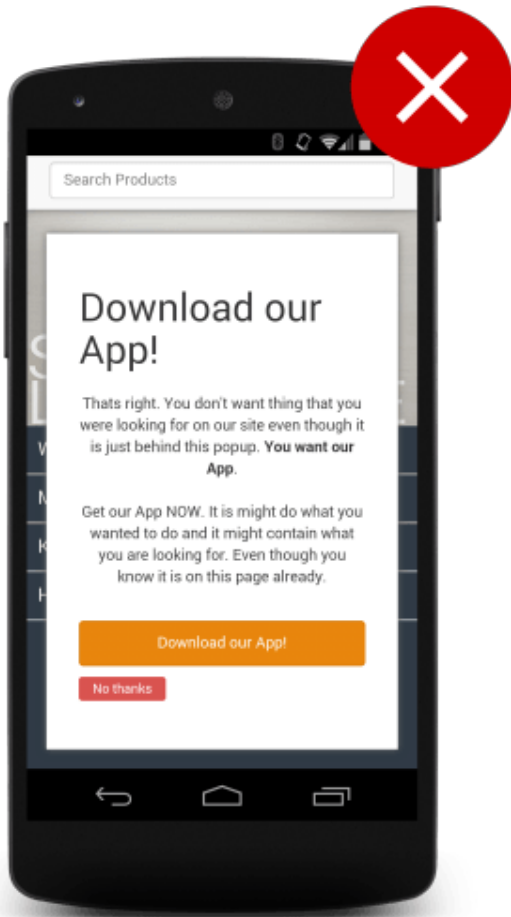 Search Products
Download our
App!
Thats right. You don't want thing that you
were looking for on our site even though it
is just behind this popup. You want our
App.
Get our App NOW. It is might do what you
wanted to do and it might contain what
you are looking for. Even though you
know it is on this page already.
Download our App!
No thanks